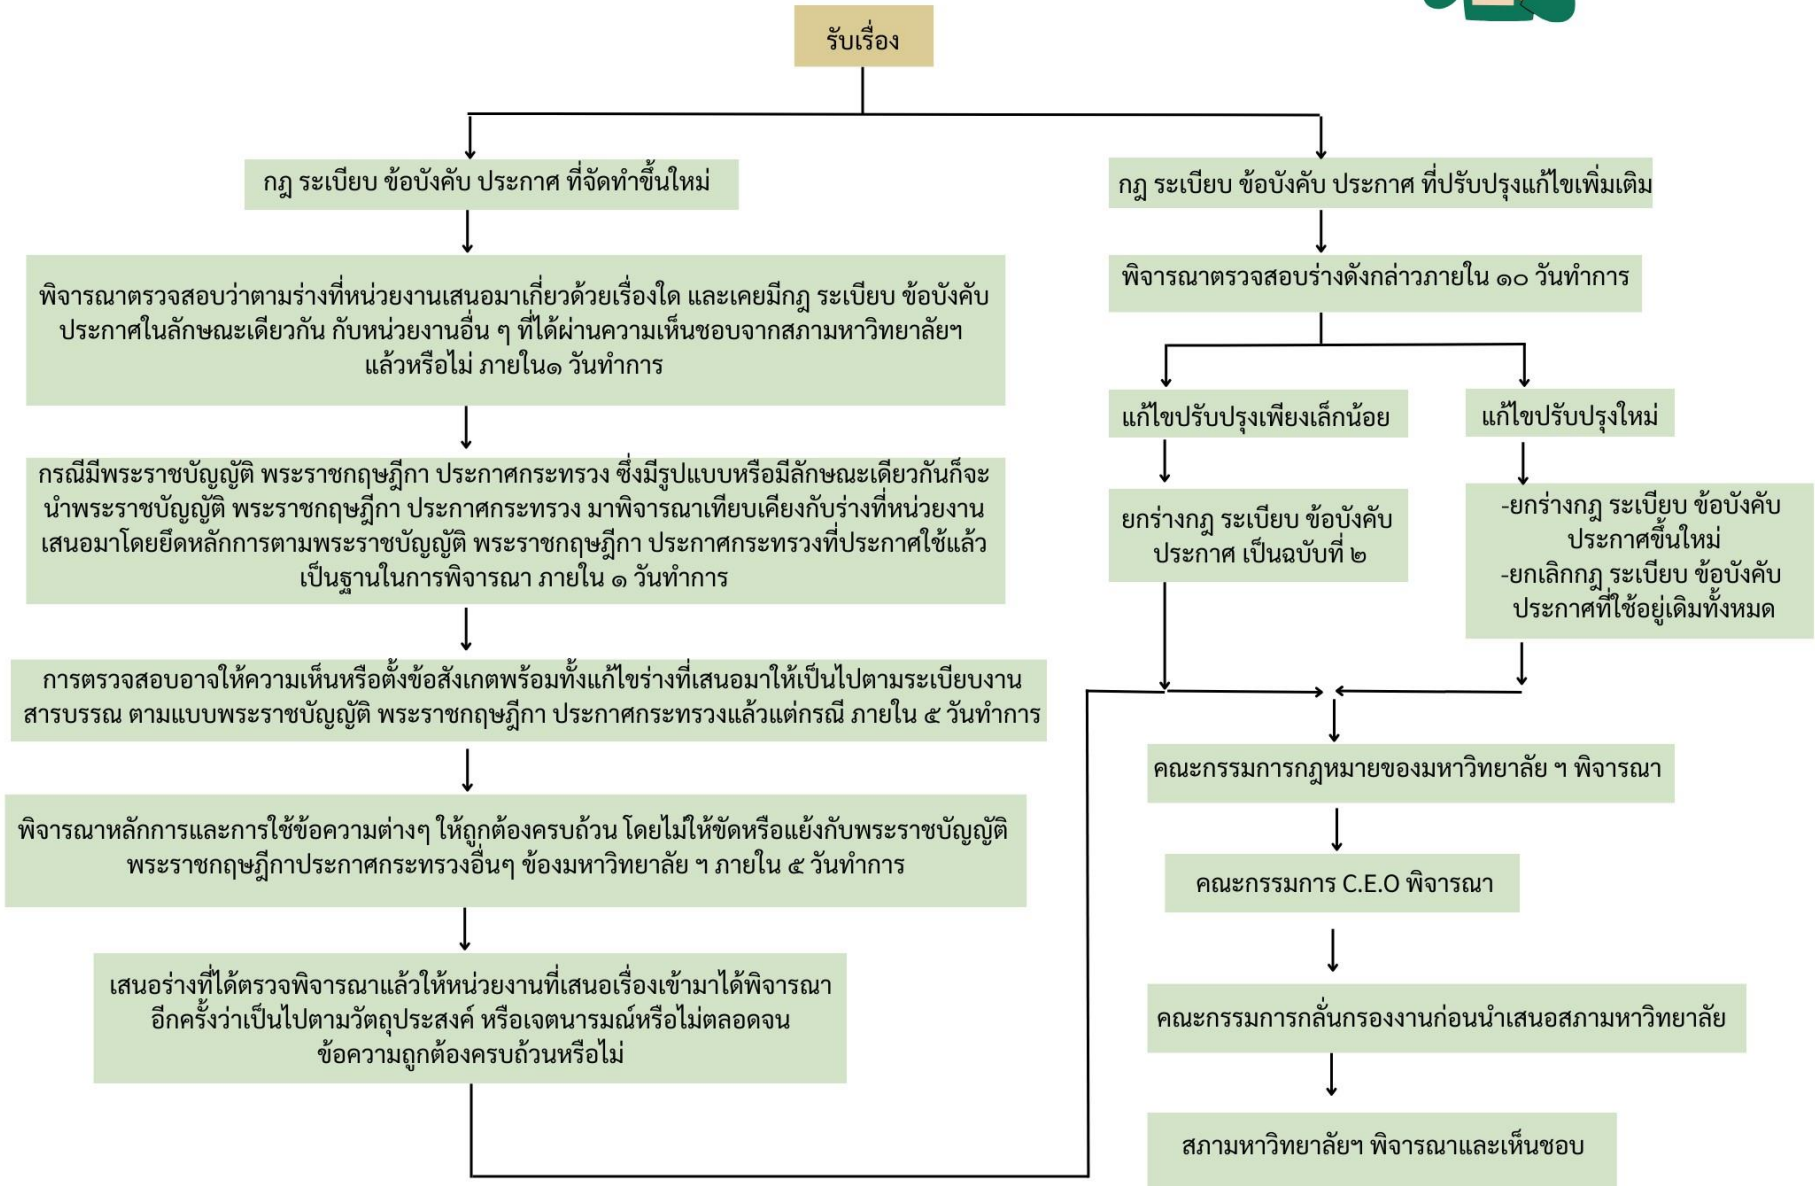 รับเรื่อง
กฎ ระเบียบ ข้อบังคับ ประกาศ ที่จัดทำขึ้นใหม่
พิจารณาตรวจสอบว่าตามร่างที่หน่วยงานเสนอมาเกี่ยวด้วยเรื่องใด และเคยมีกฎ ระเบียบ ข้อบังคับ
ประกาศในลักษณะเดียวกัน กับหน่วยงานอื่น ๆ ที่ได้ผ่านความเห็นชอบจากสภามหาวิทยาลัยฯ
แล้วหรือไม่ ภายใน๑ วันทำการ
กรณีมีพระราชบัญญัติ พระราชกฤษฎีกา ประกาศกระทรวง ซึ่งมีรูปแบบหรือมีลักษณะเดียวกันก็จะ
นำพระราชบัญญัติ พระราชกฤษฎีกา ประกาศกระทรวง มาพิจารณาเทียบเคียงกับร่างที่หน่วยงาน
เสนอมาโดยยึดหลักการตามพระราชบัญญัติ พระราชกฤษฎีกา ประกาศกระทรวงที่ประกาศใช้แล้ว
เป็นฐานในการพิจารณา ภายใน ๑ วันทำการ
การตรวจสอบอาจให้ความเห็นหรือตั้งข้อสังเกตพร้อมทั้งแก้ไขร่างที่เสนอมาให้เป็นไปตามระเบียบงาน
สารบรรณ ตามแบบพระราชบัญญัติ พระราชกฤษฎีกา ประกาศกระทรวงแล้วแต่กรณี ภายใน ๕ วันทำการ
พิจารณาหลักการและการใช้ข้อความต่างๆ ให้ถูกต้องครบถ้วน โดยไม่ให้ขัดหรือแย้งกับพระราชบัญญัติ
พระราชกฤษฎีกาประกาศกระทรวงอื่นๆ ข้องมหาวิทยาลัย ฯ ภายใน ๕ วันทำการ
เสนอร่างที่ได้ตรวจพิจารณาแล้วให้หน่วยงานที่เสนอเรื่องเข้ามาได้พิจารณา
อีกครั้งว่าเป็นไปตามวัตถุประสงค์ หรือเจตนารมณ์หรือไม่ตลอดจน
ข้อความถูกต้องครบถ้วนหรือไม่
กฎ ระเบียบ ข้อบังคับ ประกาศ ที่ปรับปรุงแก้ไขเพิ่มเติม
พิจารณาตรวจสอบร่างดังกล่าวภายใน ๑๐ วันทำการ
แก้ไขปรับปรุงเพียงเล็กน้อย
ยกร่างกฎ ระเบียบ ข้อบังคับ
ประกาศ เป็นฉบับที่ ๒
แก้ไขปรับปรุงใหม่
-ยกร่างกฎ ระเบียบ ข้อบังคับ
ประกาศขึ้นใหม่
-ยกเลิกกฎ ระเบียบ ข้อบังคับ
ประกาศที่ใช้อยู่เดิมทั้งหมด
คณะกรรมการกฎหมายของมหาวิทยาลัย ฯ พิจารณา
คณะกรรมการ C.E.O พิจารณา
คณะกรรมการกลั่นกรองงานก่อนนำเสนอสภามหาวิทยาลัย
สภามหาวิทยาลัยฯ พิจารณาและเห็นชอบ